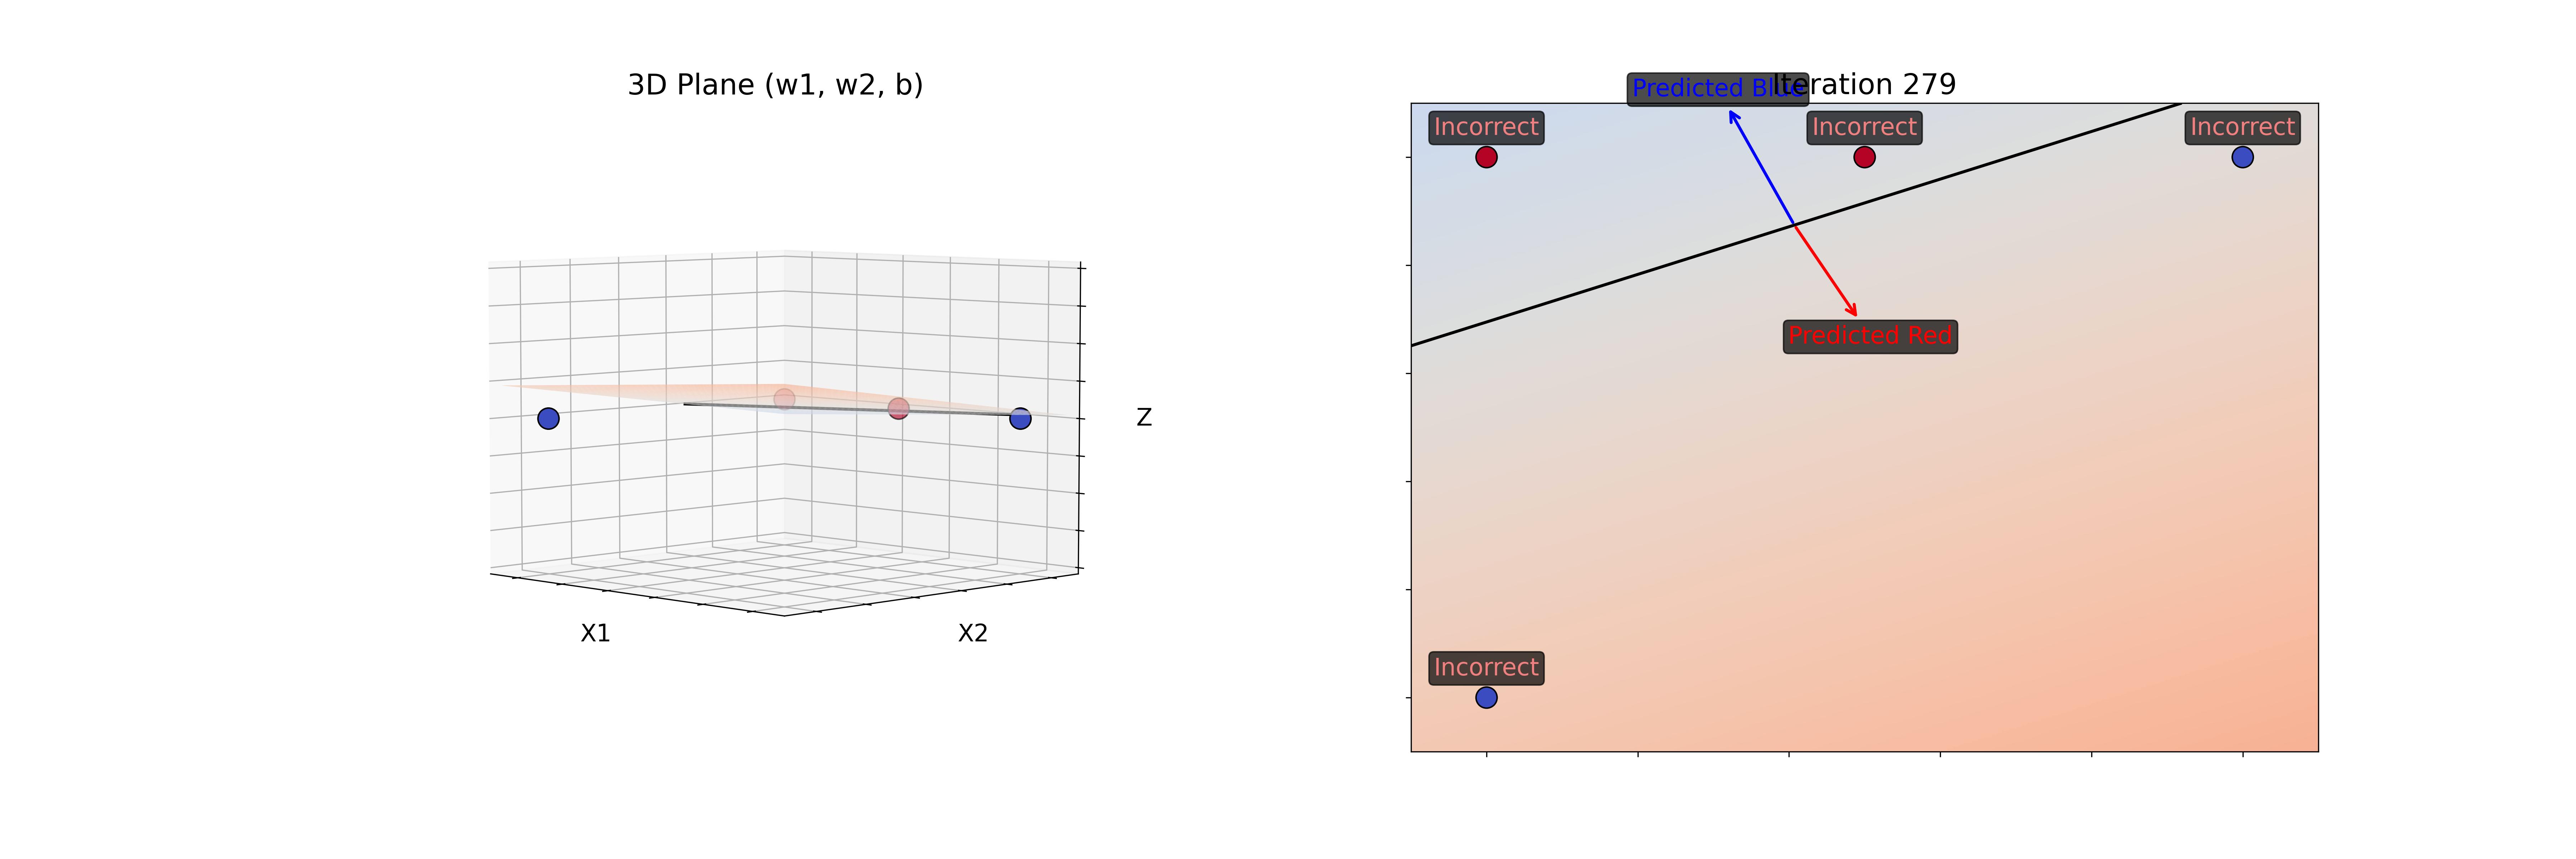 3D Plane (w1, w2, b)
Z
X1
X2
Iteration 279
Predicted Blue
Incorrect
Incorrect
Incorrect
Predicted Red
Incorrect